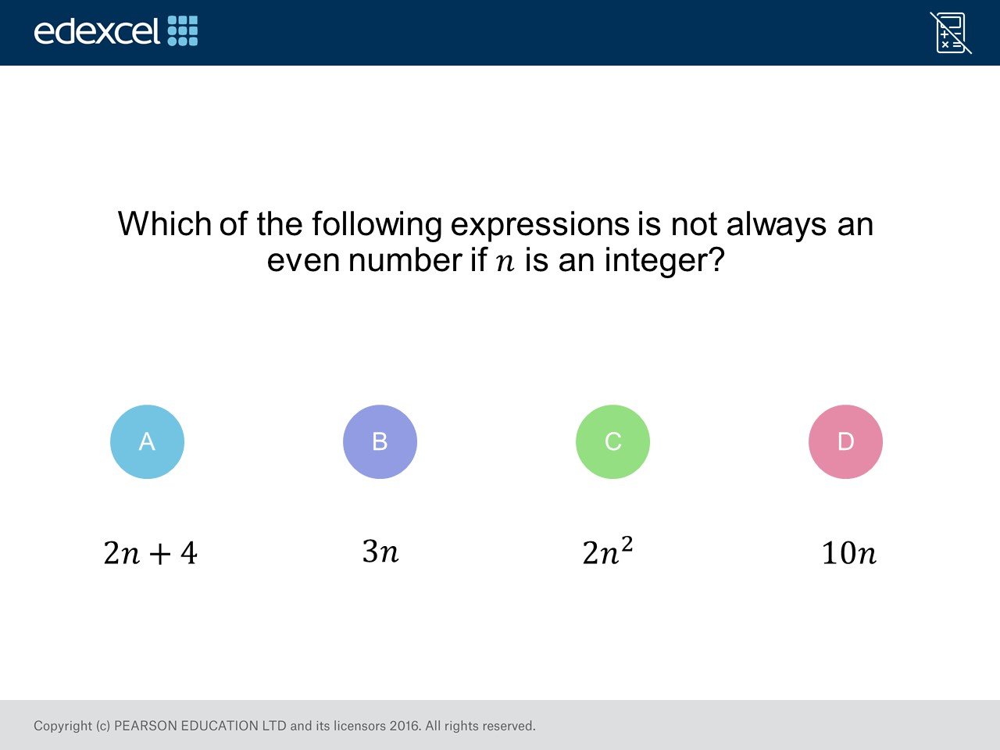 edexcel
Which of the following expressions is not always an
even number if 𝑛 is an integer?
A B C D
2𝑛 + 4 3𝑛 2𝑛² 10𝑛
Copyright (c) PEARSON EDUCATION LTD and its licensors 2016. All rights reserved.